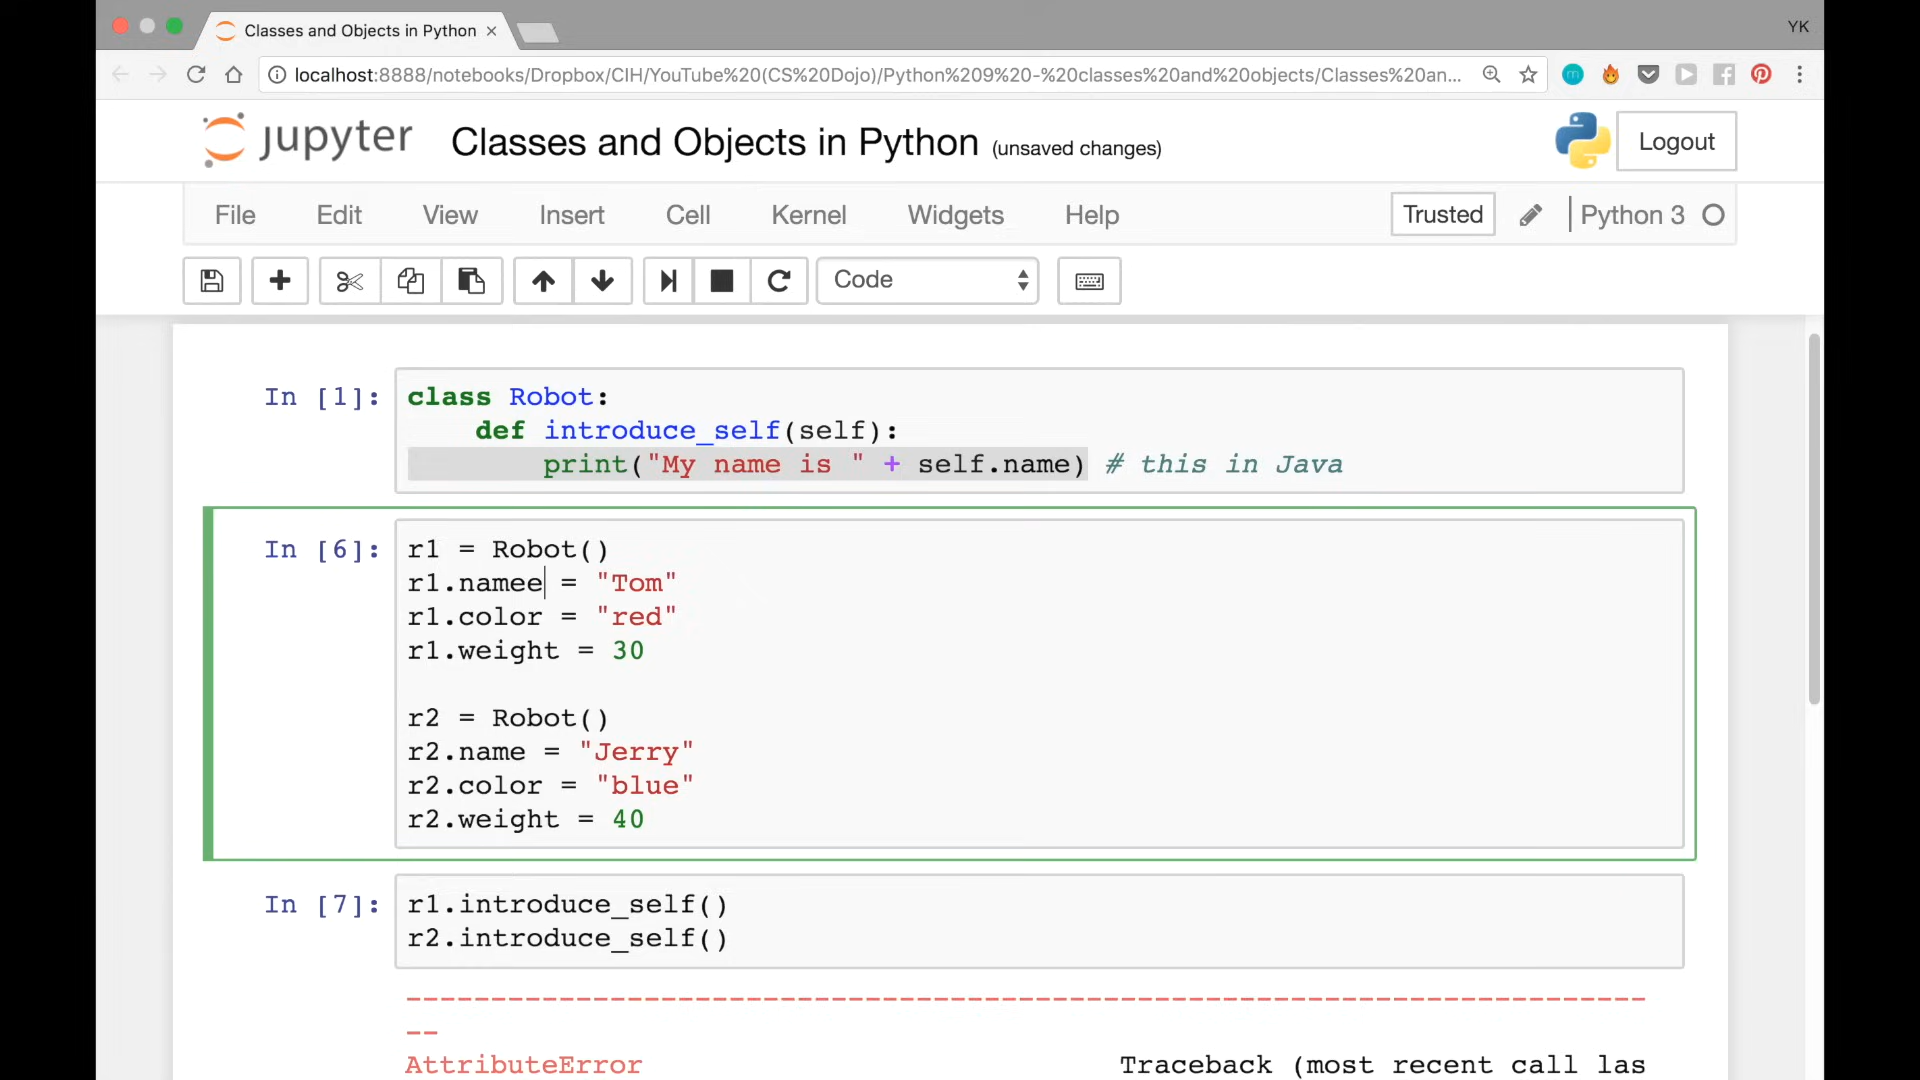 Classes and Objects in Python ×
YK
localhost:8888/notebooks/Dropbox/CIH/YouTube%20(CS%20Dojo)/Python%209%20-%20classes%20and%20objects/Classes%20an...
jupyter Classes and Objects in Python (unsaved changes)
Logout
File Edit View Insert Cell Kernel Widgets Help Trusted Python 3
Code
In [1]: class Robot:
    def introduce_self(self):
        print("My name is " + self.name) # this in Java
In [6]: r1 = Robot()
r1.namee = "Tom"
r1.color = "red"
r1.weight = 30
r2 = Robot()
r2.name = "Jerry"
r2.color = "blue"
r2.weight = 40
In [7]: r1.introduce_self()
r2.introduce_self()
-------------------------------------------------------------------------
--
AttributeError Traceback (most recent call las